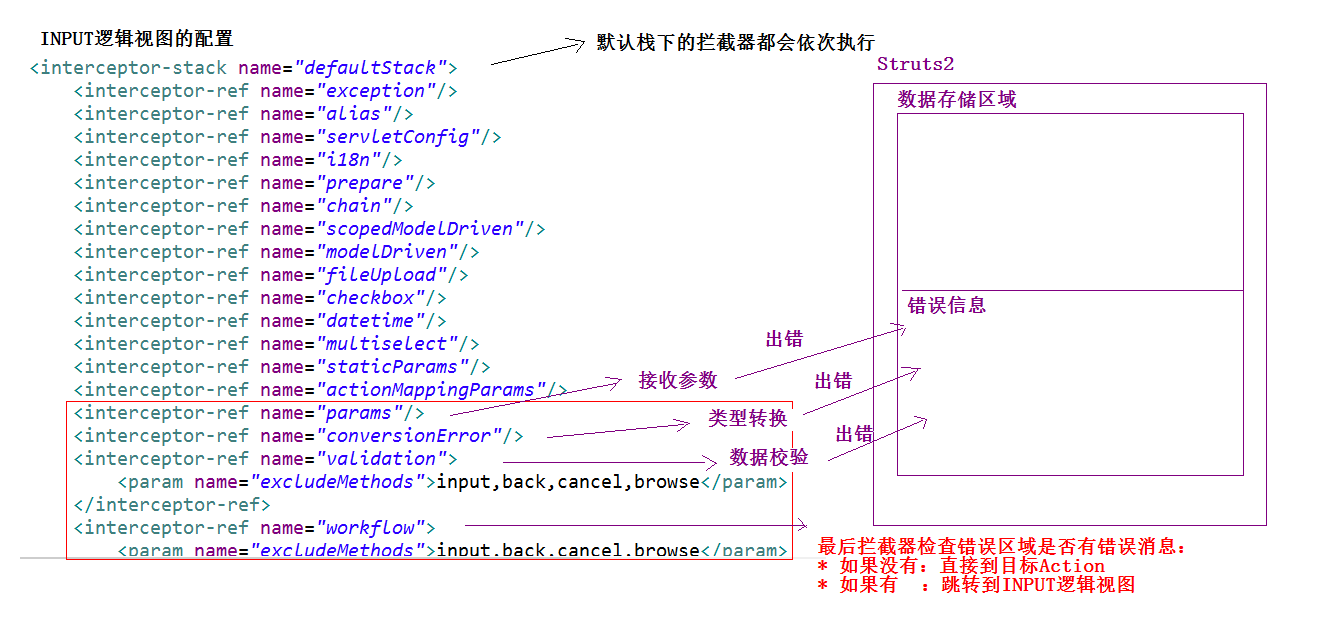 INPUT逻辑视图的配置
默认栈下的拦截器都会依次执行
<interceptor-stack name="defaultStack">
<interceptor-ref name="exception"/>
<interceptor-ref name="alias"/>
<interceptor-ref name="servletConfig"/>
<interceptor-ref name="i18n"/>
<interceptor-ref name="prepare"/>
<interceptor-ref name="chain"/>
<interceptor-ref name="scopedModelDriven"/>
<interceptor-ref name="modelDriven"/>
<interceptor-ref name="fileUpload"/>
<interceptor-ref name="checkbox"/>
<interceptor-ref name="datetime"/>
<interceptor-ref name="multiselect"/>
<interceptor-ref name="staticParams"/>
<interceptor-ref name="actionMappingParams"/>
<interceptor-ref name="params"/>
<interceptor-ref name="conversionError"/>
<interceptor-ref name="validation">
<param name="excludeMethods">input,back,cancel,browse</param>
</interceptor-ref>
<interceptor-ref name="workflow">
<param name="excludeMethods">input,back,cancel,browse</param>
接收参数
类型转换
数据校验
出错
出错
出错
Struts2
数据存储区域
错误信息
最后拦截器检查错误区域是否有错误消息：
* 如果没有：直接到目标Action
* 如果有 ：跳转到INPUT逻辑视图